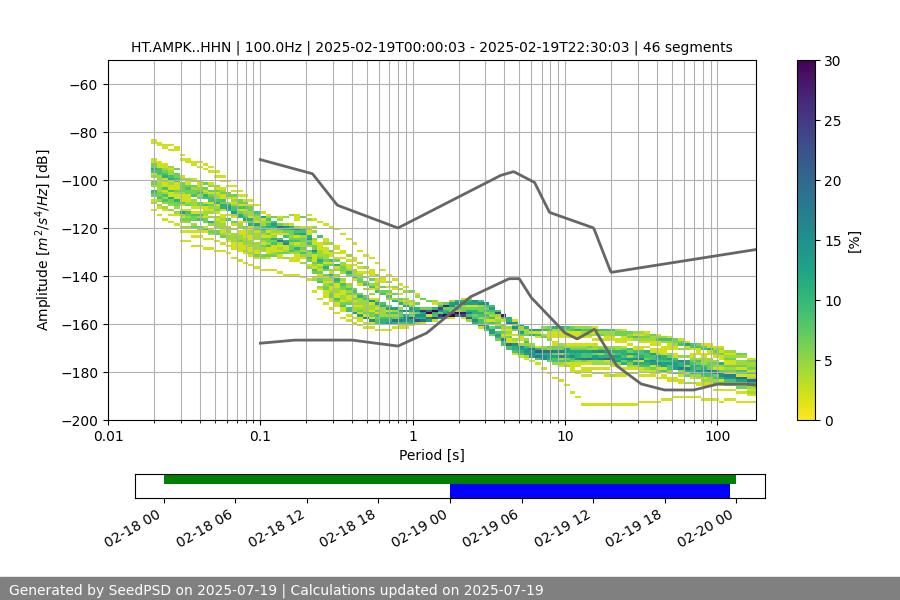 HT.AMPK..HHN | 100.0Hz | 2025-02-19T00:00:03 - 2025-02-19T22:30:03 | 46 segments
−60
−80
−100
−120
−140
−160
−180
−200
Amplitude [m²/s⁴/Hz] [dB]
0.01 0.1 1 10 100
Period [s]
30
25
20
15
10
5
0
[%]
02-18 00 02-18 06 02-18 12 02-18 18 02-19 00 02-19 06 02-19 12 02-19 18 02-20 00
Generated by SeedPSD on 2025-07-19 | Calculations updated on 2025-07-19